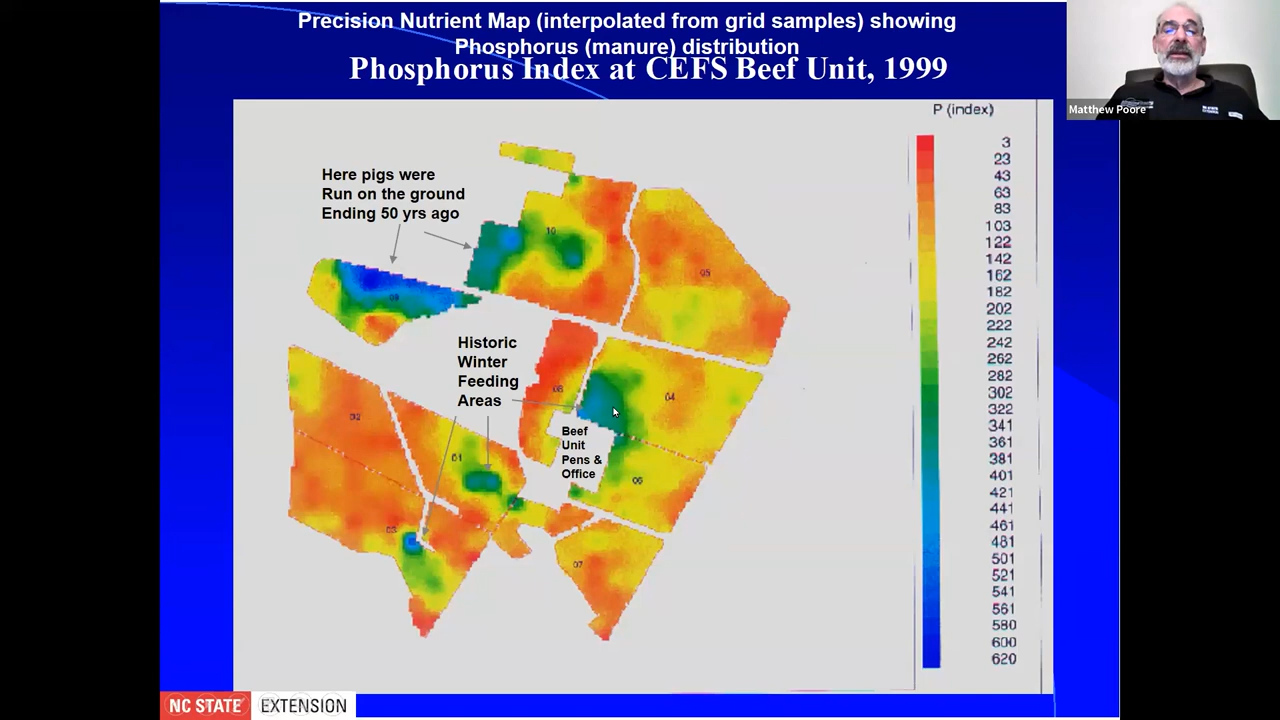 Precision Nutrient Map (interpolated from grid samples) showing
Phosphorus (manure) distribution
Phosphorus Index at CEFS Beef Unit, 1999
Matthew Poore
P (index)
3
23
43
63
83
103
122
142
162
182
202
222
242
262
282
302
322
341
361
381
401
421
441
461
481
501
521
541
561
580
600
620
Here pigs were
Run on the ground
Ending 50 yrs ago
10
05
09
Historic
Winter
Feeding
Areas
08
04
02
Beef
Unit
Pens &
Office
01
06
03
07
NC STATE
EXTENSION